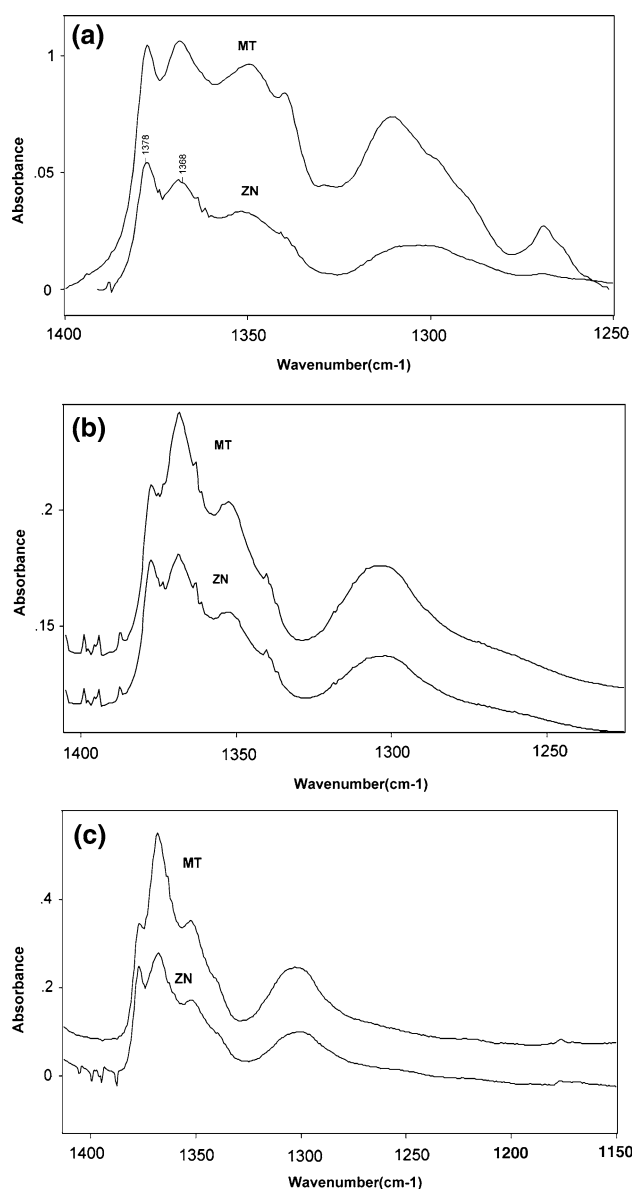 (a)
MT
1
1378
1368
.05
ZN
0
Absorbance
1400 1350 1300 1250
Wavenumber(cm-1)
(b)
MT
.2
ZN
.15
Absorbance
1400 1350 1300 1250
Wavenumber(cm-1)
(c)
MT
.4
ZN
.2
0
Absorbance
1400 1350 1300 1250 1200 1150
Wavenumber(cm-1)